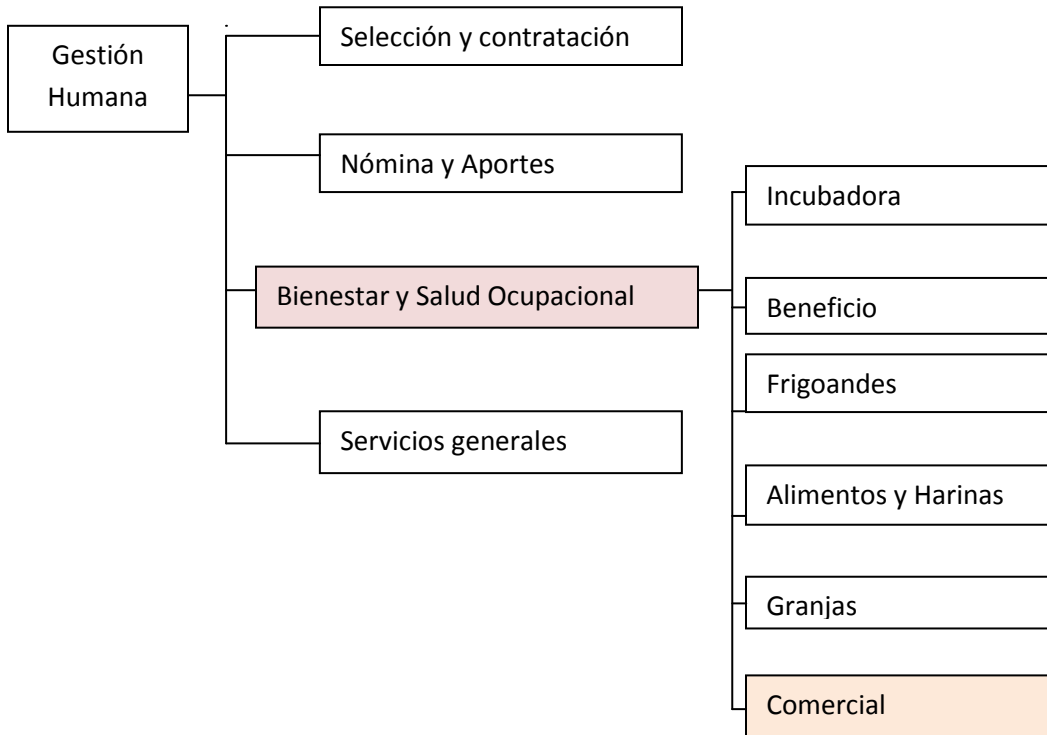 Gestión
Humana
Selección y contratación
Nómina y Aportes
Bienestar y Salud Ocupacional
Servicios generales
Incubadora
Beneficio
Frigoandes
Alimentos y Harinas
Granjas
Comercial